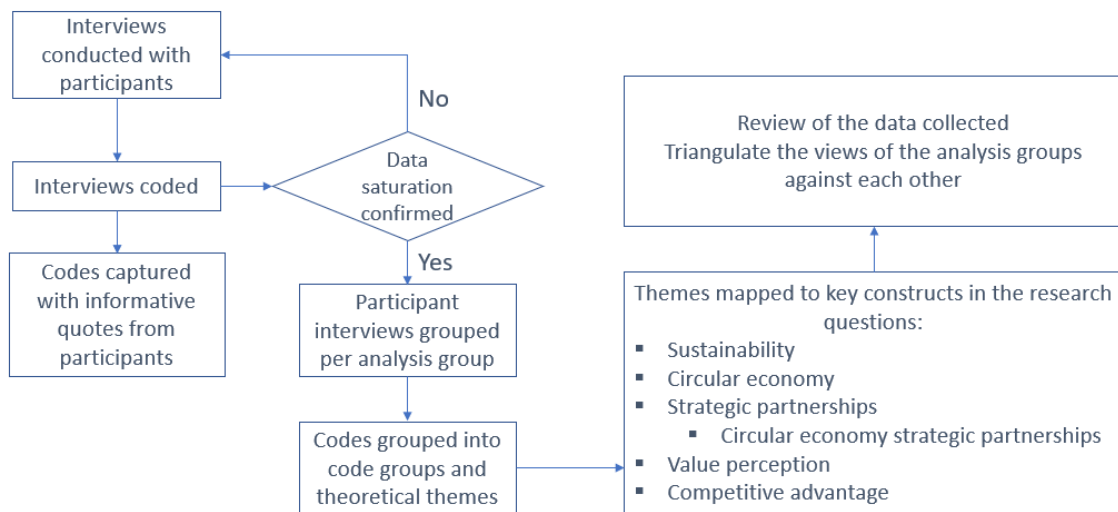 Interviews
conducted with
participants
No
Interviews coded
Data
saturation
confirmed
Codes captured
with informative
quotes from
participants
Yes
Participant
interviews grouped
per analysis group
Codes grouped into
code groups and
theoretical themes
Themes mapped to key constructs in the research
questions:
▪ Sustainability
▪ Circular economy
▪ Strategic partnerships
▪ Circular economy strategic partnerships
▪ Value perception
▪ Competitive advantage
Review of the data collected
Triangulate the views of the analysis groups
against each other